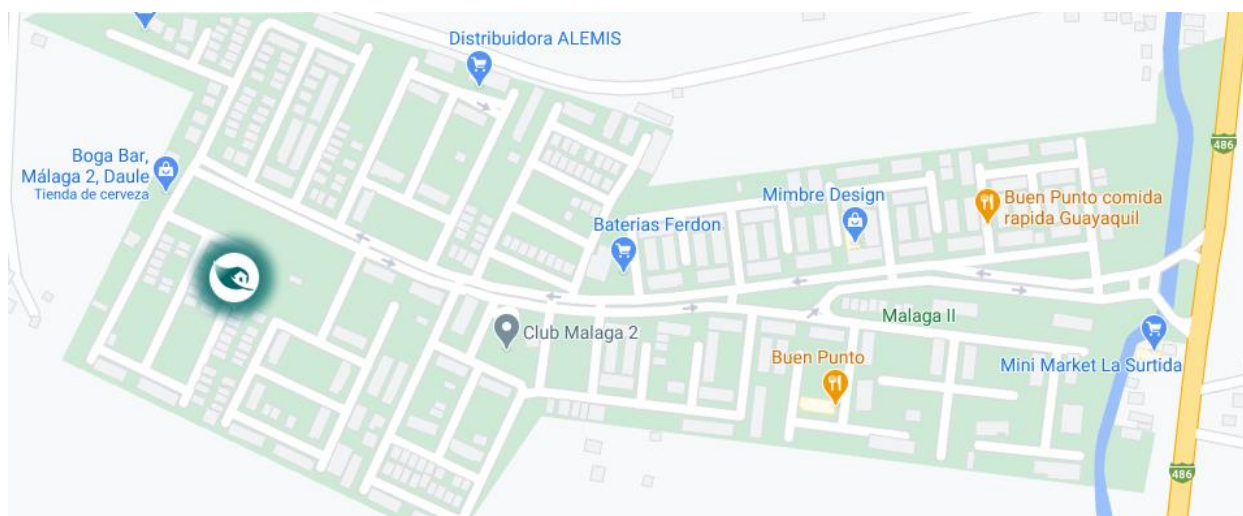 Distribuidora ALEMIS
486
Boga Bar,
Málaga 2, Daule
Tienda de cerveza
Mimbre Design
Buen Punto comida
rapida Guayaquil
Baterias Ferdon
Malaga II
Club Malaga 2
Buen Punto
Mini Market La Surtida
486